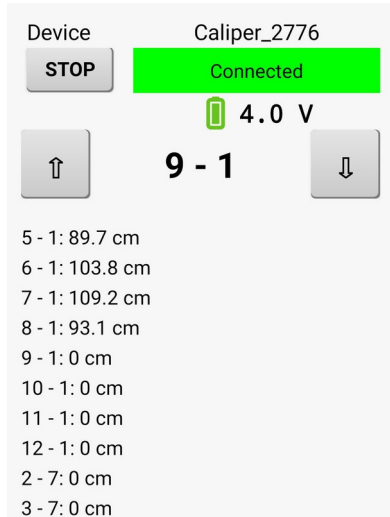 Device Caliper_2776
STOP Connected
4.0 V
⇧ 9 - 1 ⇩
5 - 1: 89.7 cm
6 - 1: 103.8 cm
7 - 1: 109.2 cm
8 - 1: 93.1 cm
9 - 1: 0 cm
10 - 1: 0 cm
11 - 1: 0 cm
12 - 1: 0 cm
2 - 7: 0 cm
3 - 7: 0 cm